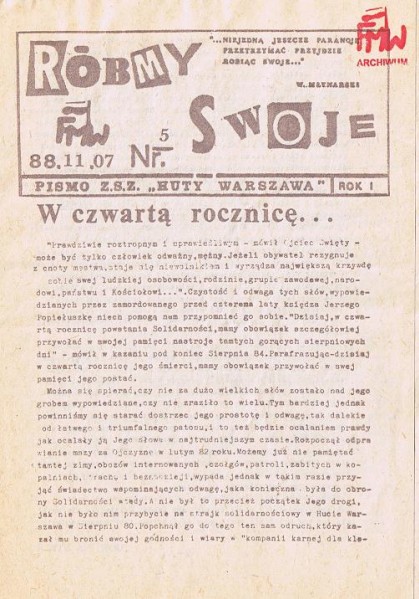 "...NIEJEDNĄ JESZCZE PARANOJĘ
PRZETRZYMAĆ PRZYJDZIE
ROBIĄC SWOJE..."
W. MŁYNARSKI
FMW
ARCHIWUM
RÓBMY
SWOJE
FMW
88.11.07 Nr. 5
PISMO Z.S.Z. „HUTY WARSZAWA" ROK I
W czwartą rocznicę...
"Prawdziwie roztropnym i sprawiedliwym - mówił Ojciec Święty -
może być tylko człowiek odważny, mężny. Jeżeli obywatel rezygnuje
z cnoty męstwa, staje się niewolnikiem i wyrządza największą krzywdę
sobie swej ludzkiej osobowości, rodzinie, grupie zawodowej, naro-
dowi, państwu i Kościołowi...". Czystość i odwaga tych słów, wypowie-
dzianych przez zamordowanego przed czterema laty księdza Jerzego
Popiełuszkę niech pomogą nam przypomnieć go sobie. "Dzisiaj, w czwar-
tą rocznicę powstania Solidarności, mamy obowiązek szczegółowiej
przywołać w swojej pamięci nastroje tamtych gorących sierpniowych
dni" - mówił w kazaniu pod koniec Sierpnia 84. Parafrazując - dzisiaj
w czwartą rocznicę jego śmierci, mamy obowiązek przywołać w swej
pamięci jego postać.
Można się spierać, czy nie za dużo wielkich słów zostało nad jego
grobem wypowiedziane, czy nie zraziło to wielu. Tym bardziej jednak
powinniśmy się starać dostrzec jego prostotę i odwagę, tak dalekie
od łatwego i triumfalnego patosu, i to też będzie ocalaniem prawdy
jak ocalały ją Jego słowa w najtrudniejszym czasie. Rozpoczął odpra
wianie mszy za Ojczyznę w lutym 82 roku. Możemy już nie pamiętać
tamtej zimy, obozów internowanych, czołgów, patroli, zabitych w ko-
palniach, strachu i beznadziei, wypada jednak w takim razie przyj-
jąć świadectwo wspominających odwagę, jaka konieczna była do obro-
ny Solidarności wtedy. A nie był to przecież początek Jego drogi,
jak nie było nim przybycie na strajk solidarnościowy w Hucie War-
szawa w Sierpniu 80. Popchnął go do tego ten sam odruch, który ka-
zał mu bronić swojej godności i wiary w "kompanii karnej dla kle-